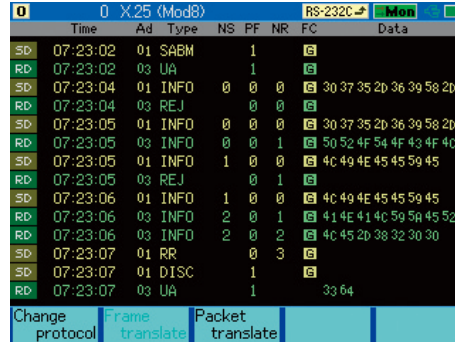 0 0 X.25 (Mod8) RS-232C Mon
Time Ad Type NS PF NR FC Data
SD 07:23:02 01 SABM 1 G
RD 07:23:02 03 UA 1 G
SD 07:23:04 01 INFO 0 0 0 G 30 37 35 2D 36 39 58 2D
RD 07:23:04 03 REJ 0 0 G
SD 07:23:05 01 INFO 0 0 0 G 30 37 35 2D 36 39 58 2D
RD 07:23:05 03 INFO 0 0 1 G 50 52 4F 54 4F 43 4F 4C
SD 07:23:05 01 INFO 1 0 0 G 4C 49 4E 45 45 59 45
RD 07:23:05 03 REJ 0 1 G
SD 07:23:06 01 INFO 1 0 0 G 4C 49 4E 45 45 59 45
RD 07:23:06 03 INFO 2 0 1 G 41 4E 41 4C 59 5A 45 52
RD 07:23:06 03 INFO 2 0 2 G 4C 45 2D 38 32 30 30
SD 07:23:07 01 RR 0 3 G
SD 07:23:07 01 DISC 1 G
RD 07:23:07 03 UA 1 33 64
Change protocol Frame translate Packet translate